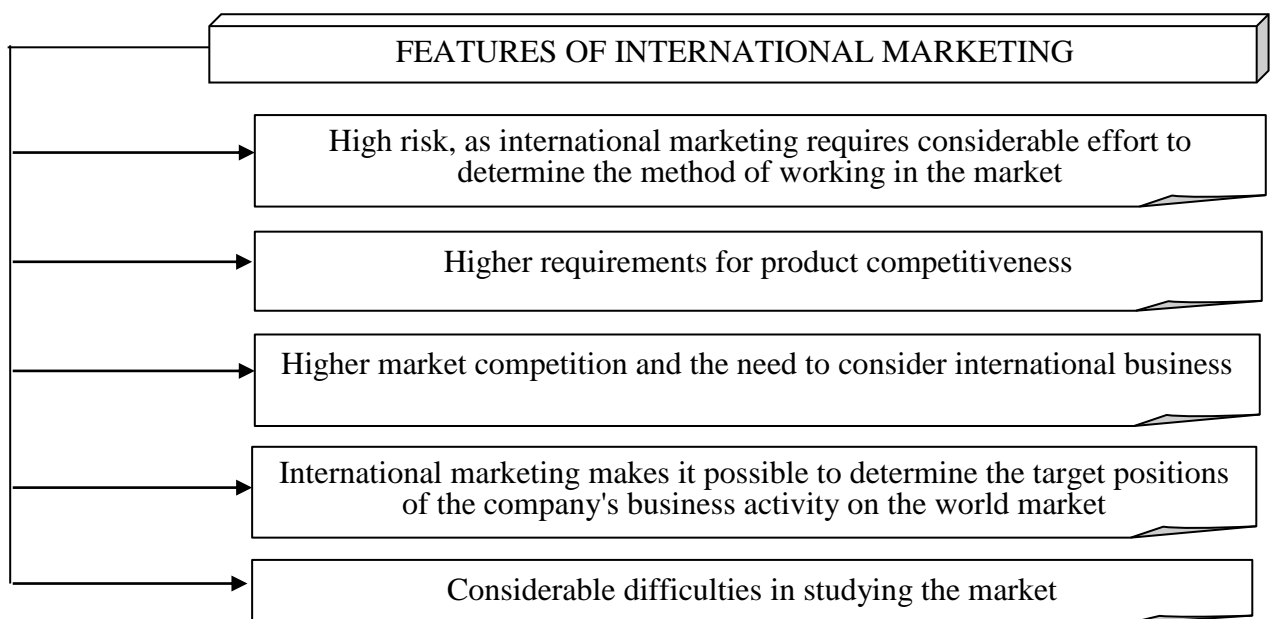 FEATURES OF INTERNATIONAL MARKETING
High risk, as international marketing requires considerable effort to
determine the method of working in the market
Higher requirements for product competitiveness
Higher market competition and the need to consider international business
International marketing makes it possible to determine the target positions
of the company's business activity on the world market
Considerable difficulties in studying the market